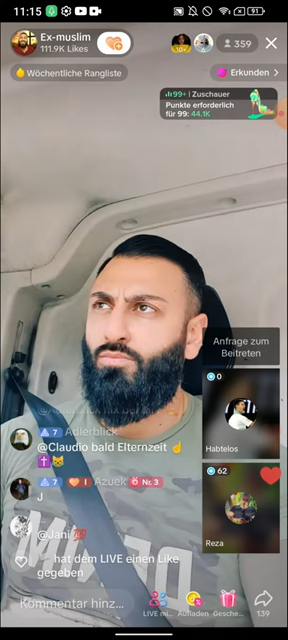 11:15
91
Ex-muslim
111.9K Likes
10+
359
Wöchentliche Rangliste
Erkunden >
99+ | Zuschauer
Punkte erforderlich
für 99: 44.1K
Anfrage zum
Beitreten
0
Habtelos
7 Adlerblick
@Claudio bald Elternzeit ☝
✝😼
62
7 I Azuek Nr. 3
J
@Jani💯
Reza
hat dem LIVE einen Like
gegeben
Kommentar hinz...
LIVE mi...
Aufladen
Gesche...
139